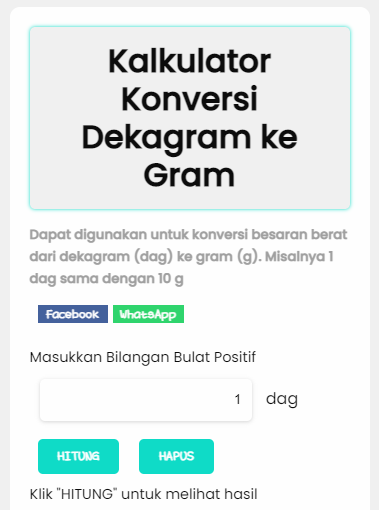 Kalkulator
Konversi
Dekagram ke
Gram
Dapat digunakan untuk konversi besaran berat
dari dekagram (dag) ke gram (g). Misalnya 1
dag sama dengan 10 g
Facebook WhatsApp
Masukkan Bilangan Bulat Positif
1 dag
HITUNG HAPUS
Klik "HITUNG" untuk melihat hasil